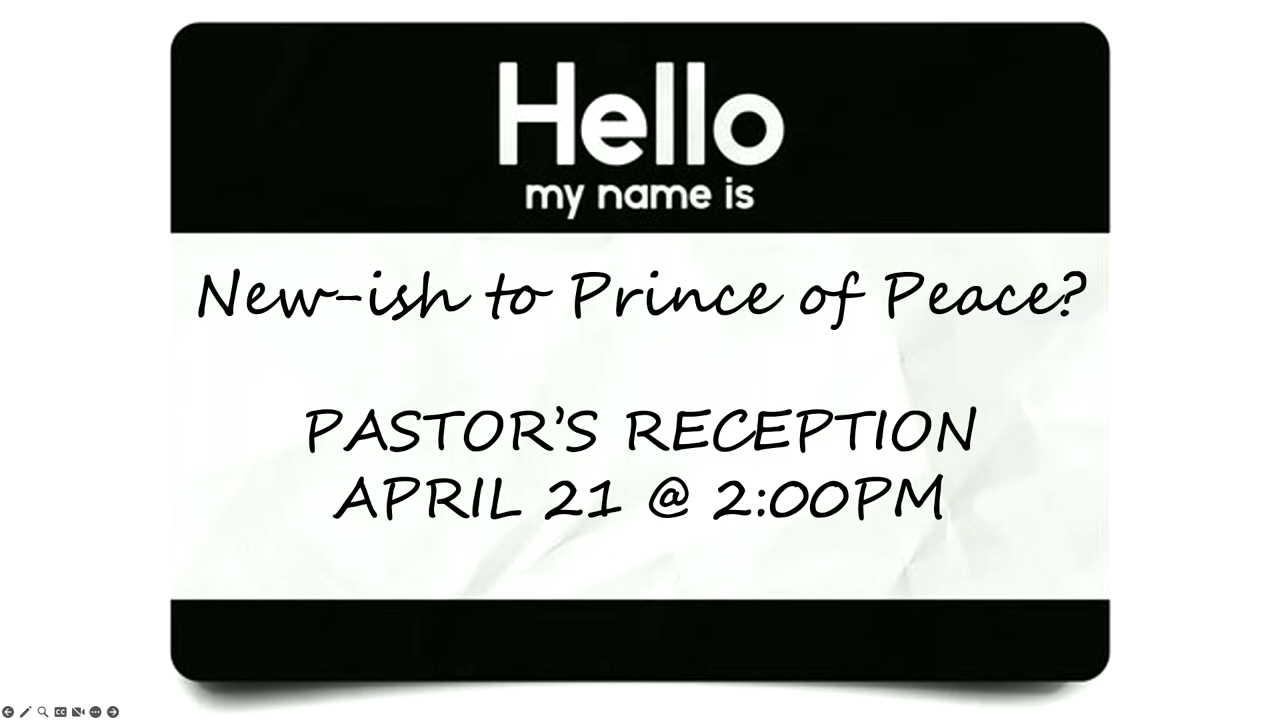 Hello
my name is
New-ish to Prince of Peace?
PASTOR'S RECEPTION
APRIL 21 @ 2:00PM